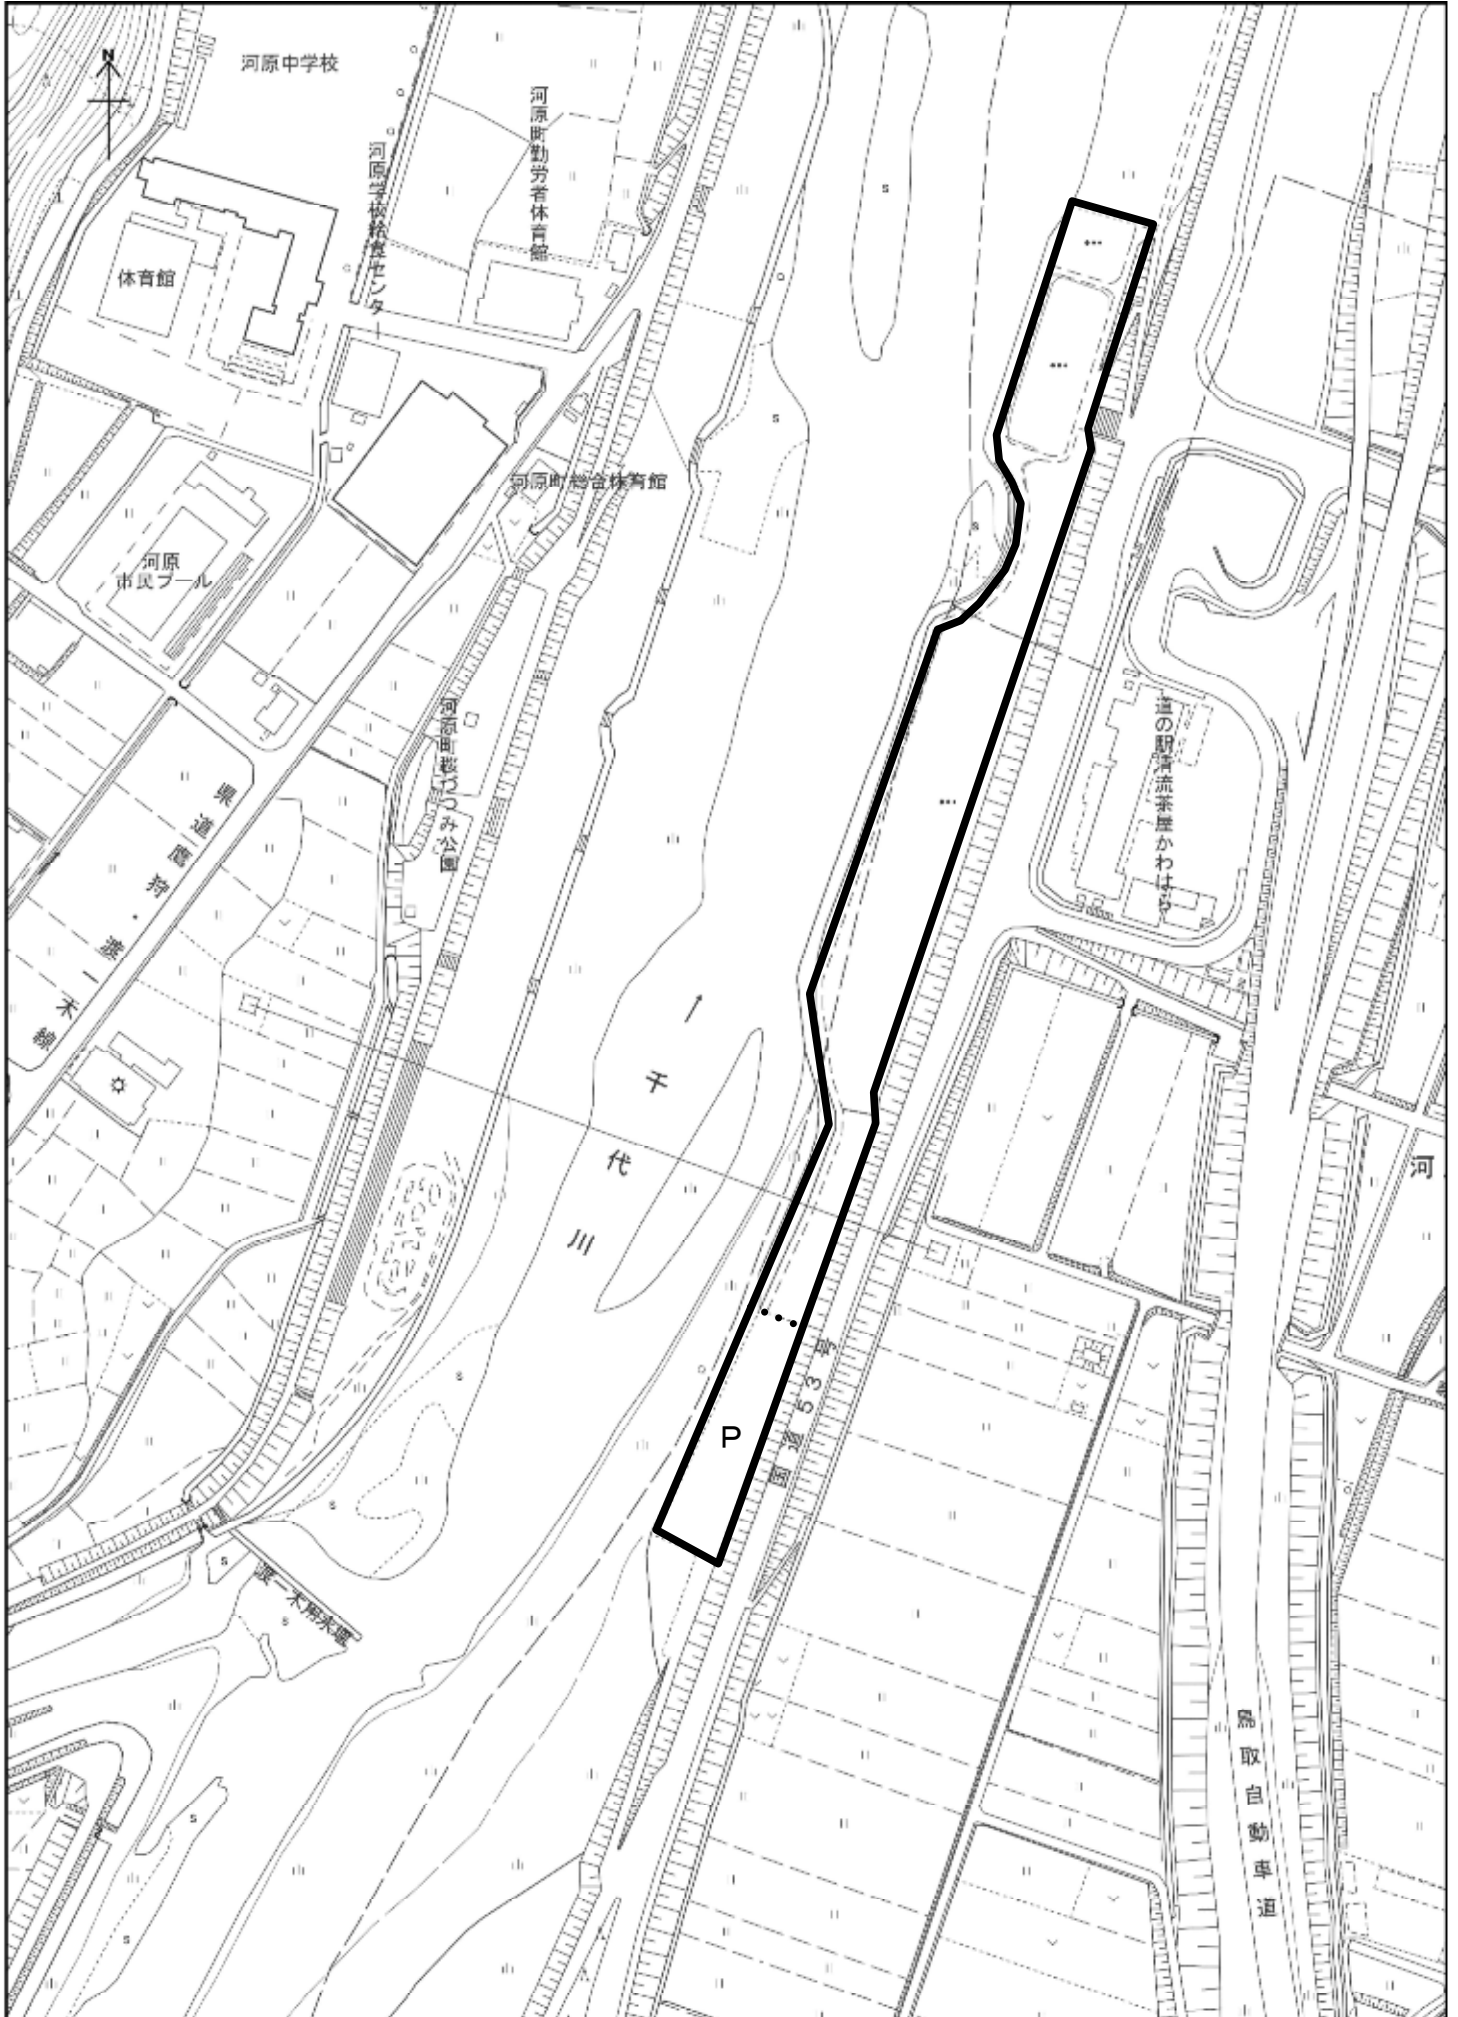 N
河原中学校
河原町勤労者体育館
河原学校給食センター
体育館
河原町総合体育館
河原
市民プール
河原町桜づつみ公園
道の駅清流茶屋かわはら
県道鷹狩・渡一木線
千代川
河
国道53号
P
渡一木用水堰
鳥取自動車道